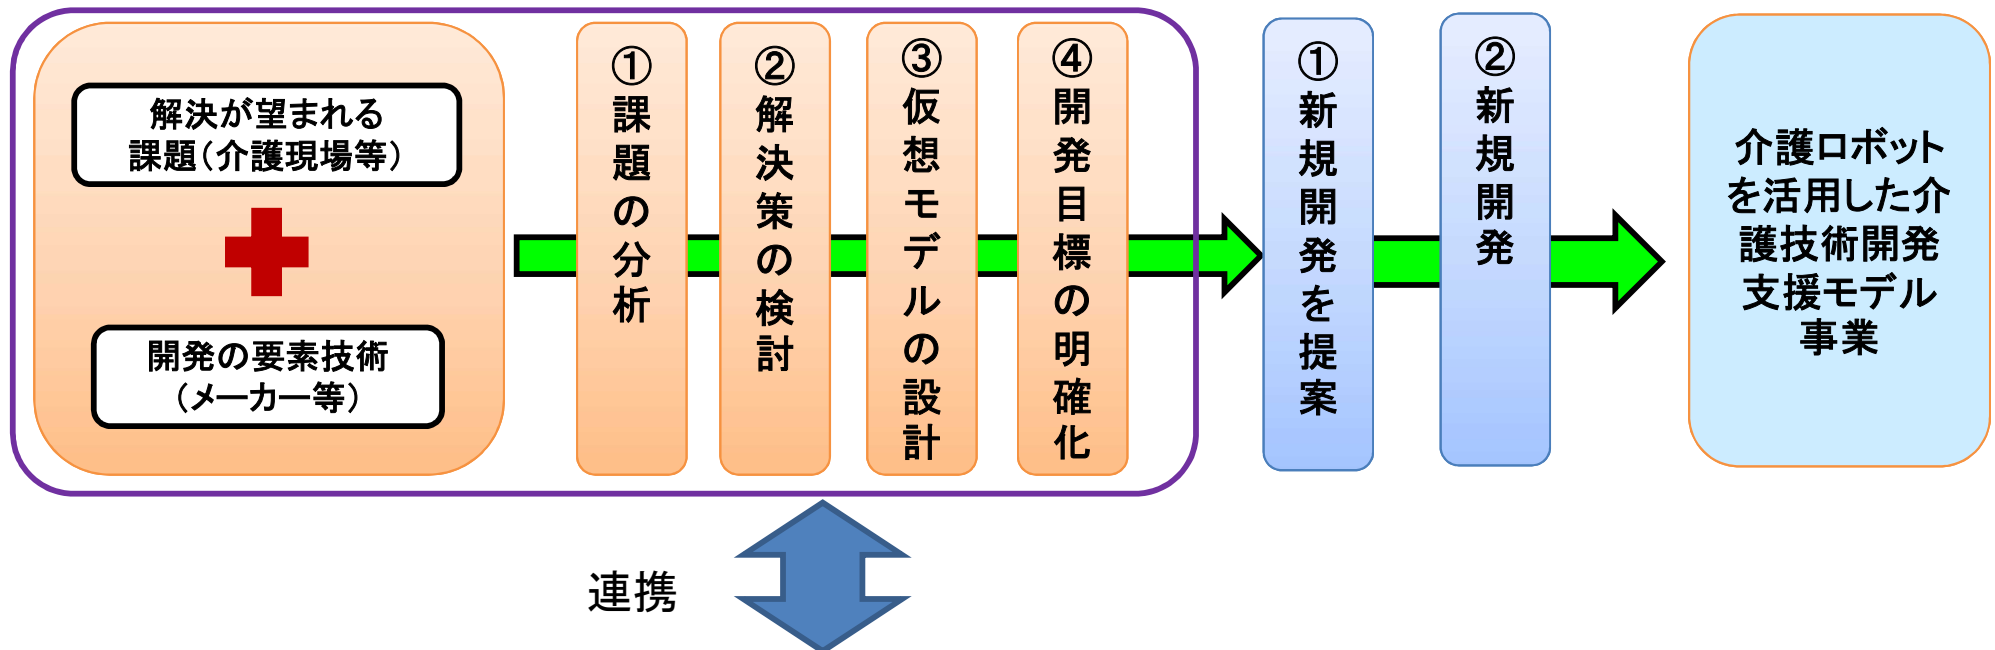 解決が望まれる
課題（介護現場等）
開発の要素技術
（メーカー等）
①課題の分析
②解決策の検討
③仮想モデルの設計
④開発目標の明確化
①新規開発を提案
②新規開発
介護ロボット
を活用した介
護技術開発
支援モデル
事業
連携